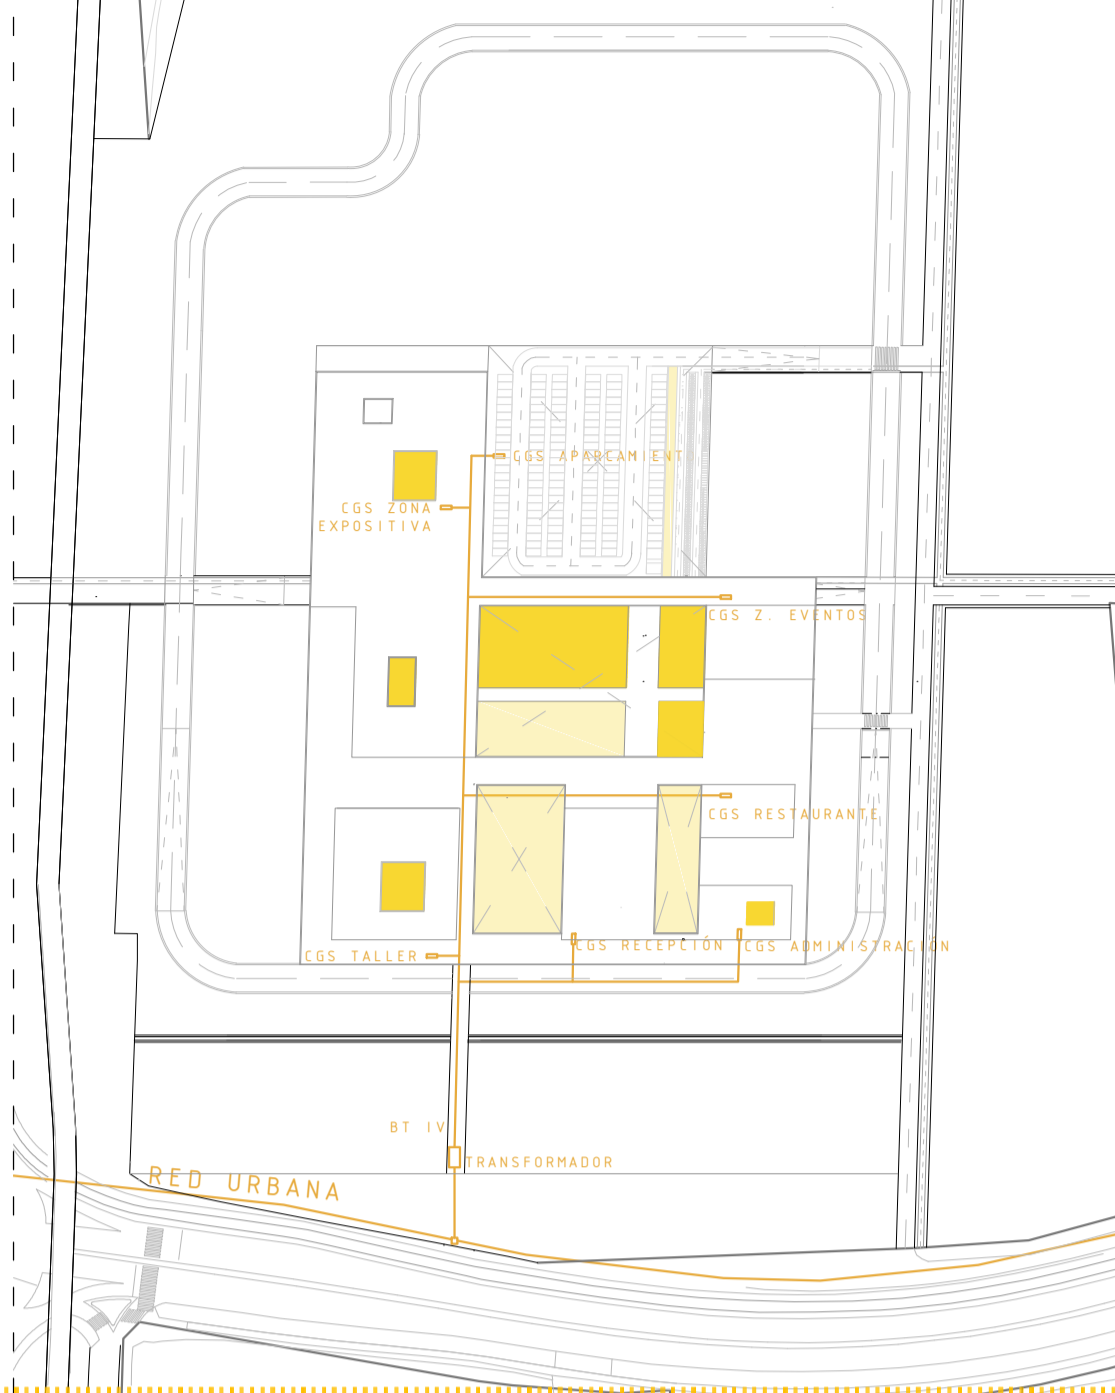 CGS APARCAMIENTO
CGS ZONA
EXPOSITIVA
CGS Z. EVENTOS
CGS RESTAURANTE
CGS RECEPCIÓN
CGS ADMINISTRACIÓN
CGS TALLER
BT IV
TRANSFORMADOR
RED URBANA